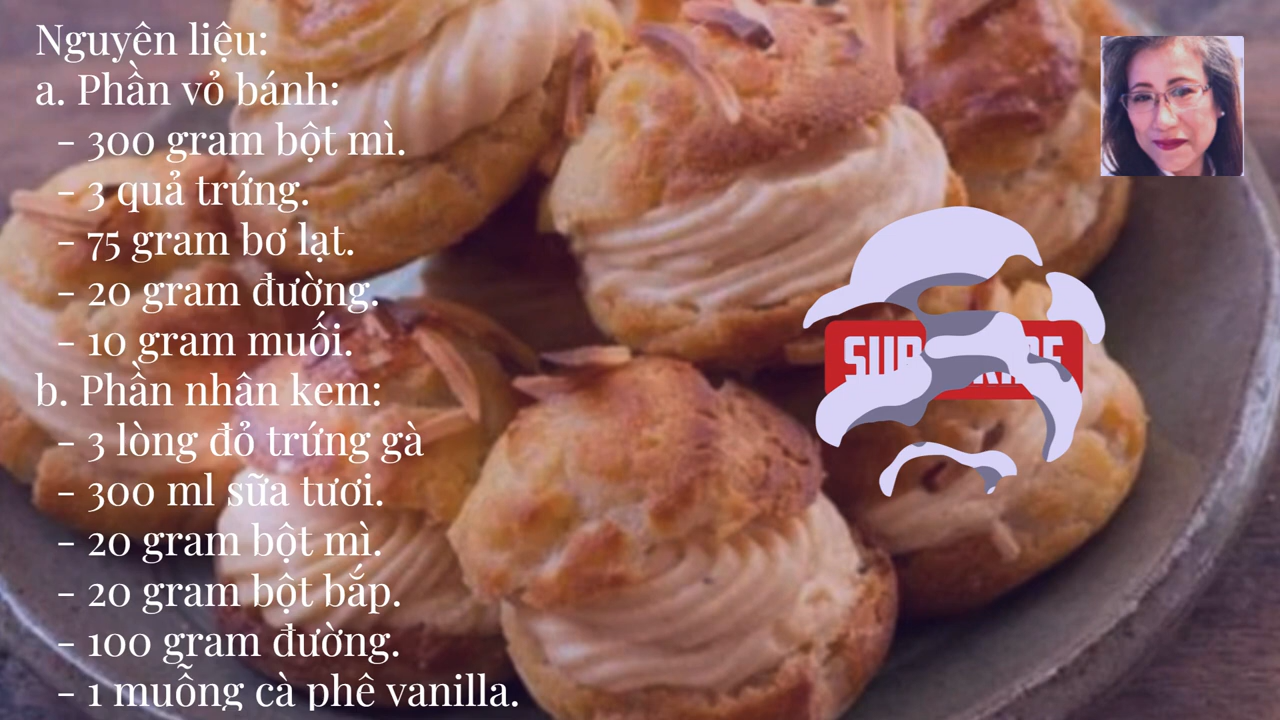 Nguyên liệu:
a. Phần vỏ bánh:
- 300 gram bột mì.
- 3 quả trứng.
- 75 gram bơ lạt.
- 20 gram đường.
- 10 gram muối.
b. Phần nhân kem:
- 3 lòng đỏ trứng gà
- 300 ml sữa tươi.
- 20 gram bột mì.
- 20 gram bột bắp.
- 100 gram đường.
- 1 muỗng cà phê vanilla.